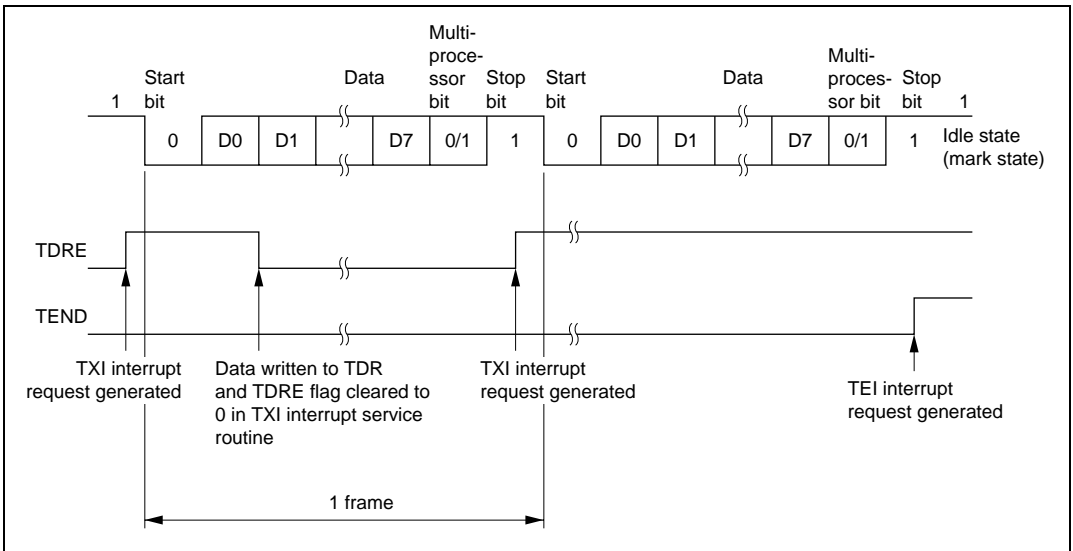 Multi-
proce-
Start Data ssor Stop Start Data
bit bit bit bit
Multi-
proces- Stop
sor bit bit
1 1
0 D0 D1 D7 0/1 1 0 D0 D1 D7 0/1 1
Idle state
(mark state)
TDRE
TEND
TXI interrupt
request generated
Data written to TDR
and TDRE flag cleared to
0 in TXI interrupt service
routine
TXI interrupt
request generated
TEI interrupt
request generated
1 frame